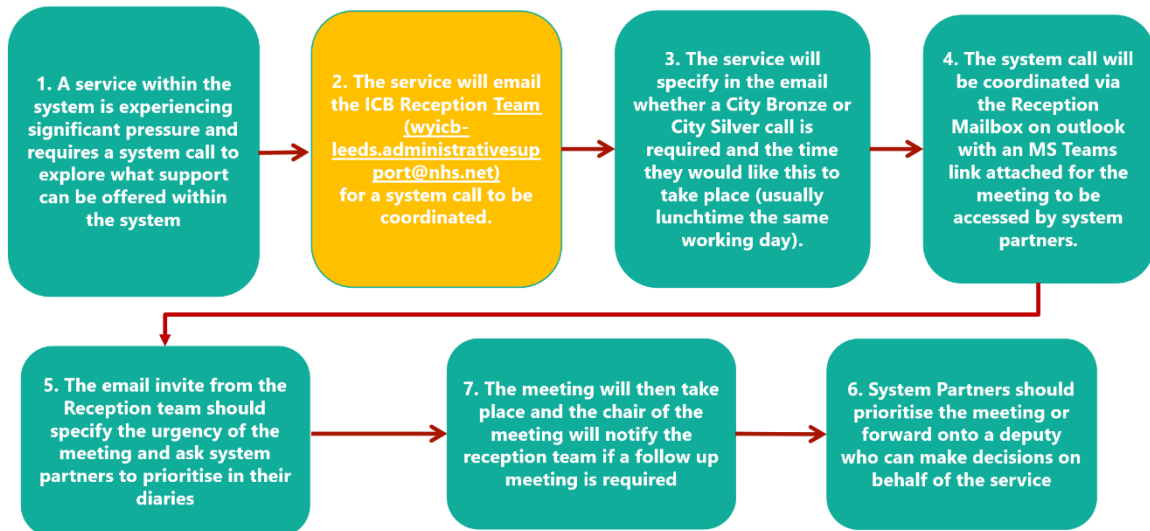 1. A service within the
system is experiencing
significant pressure and
requires a system call to
explore what support
can be offered within
the system
2. The service will email
the ICB Reception Team
(wyicb-
leeds.administrativesup
port@nhs.net)
for a system call to be
coordinated.
3. The service will
specify in the email
whether a City Bronze or
City Silver call is
required and the time
they would like this to
take place (usually
lunchtime the same
working day).
4. The system call will
be coordinated via
the Reception
Mailbox on outlook
with an MS Teams
link attached for the
meeting to be
accessed by system
partners.
5. The email invite from the
Reception team should
specify the urgency of the
meeting and ask system
partners to prioritise in their
diaries
7. The meeting will then take
place and the chair of the
meeting will notify the
reception team if a follow up
meeting is required
6. System Partners should
prioritise the meeting or
forward onto a deputy
who can make decisions on
behalf of the service